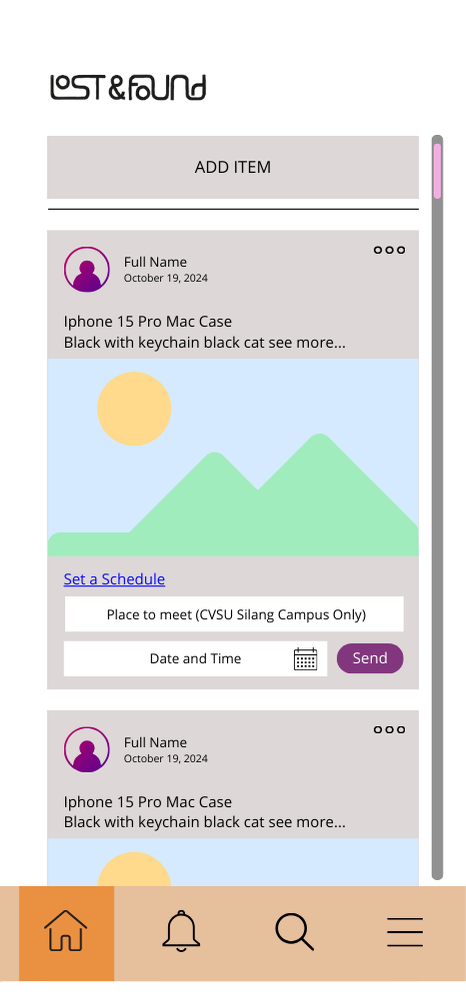 LOST & FOUND
ADD ITEM
Full Name
October 19, 2024
Iphone 15 Pro Mac Case
Black with keychain black cat see more...
Set a Schedule
Place to meet (CVSU Silang Campus Only)
Date and Time
Send
Full Name
October 19, 2024
Iphone 15 Pro Mac Case
Black with keychain black cat see more...